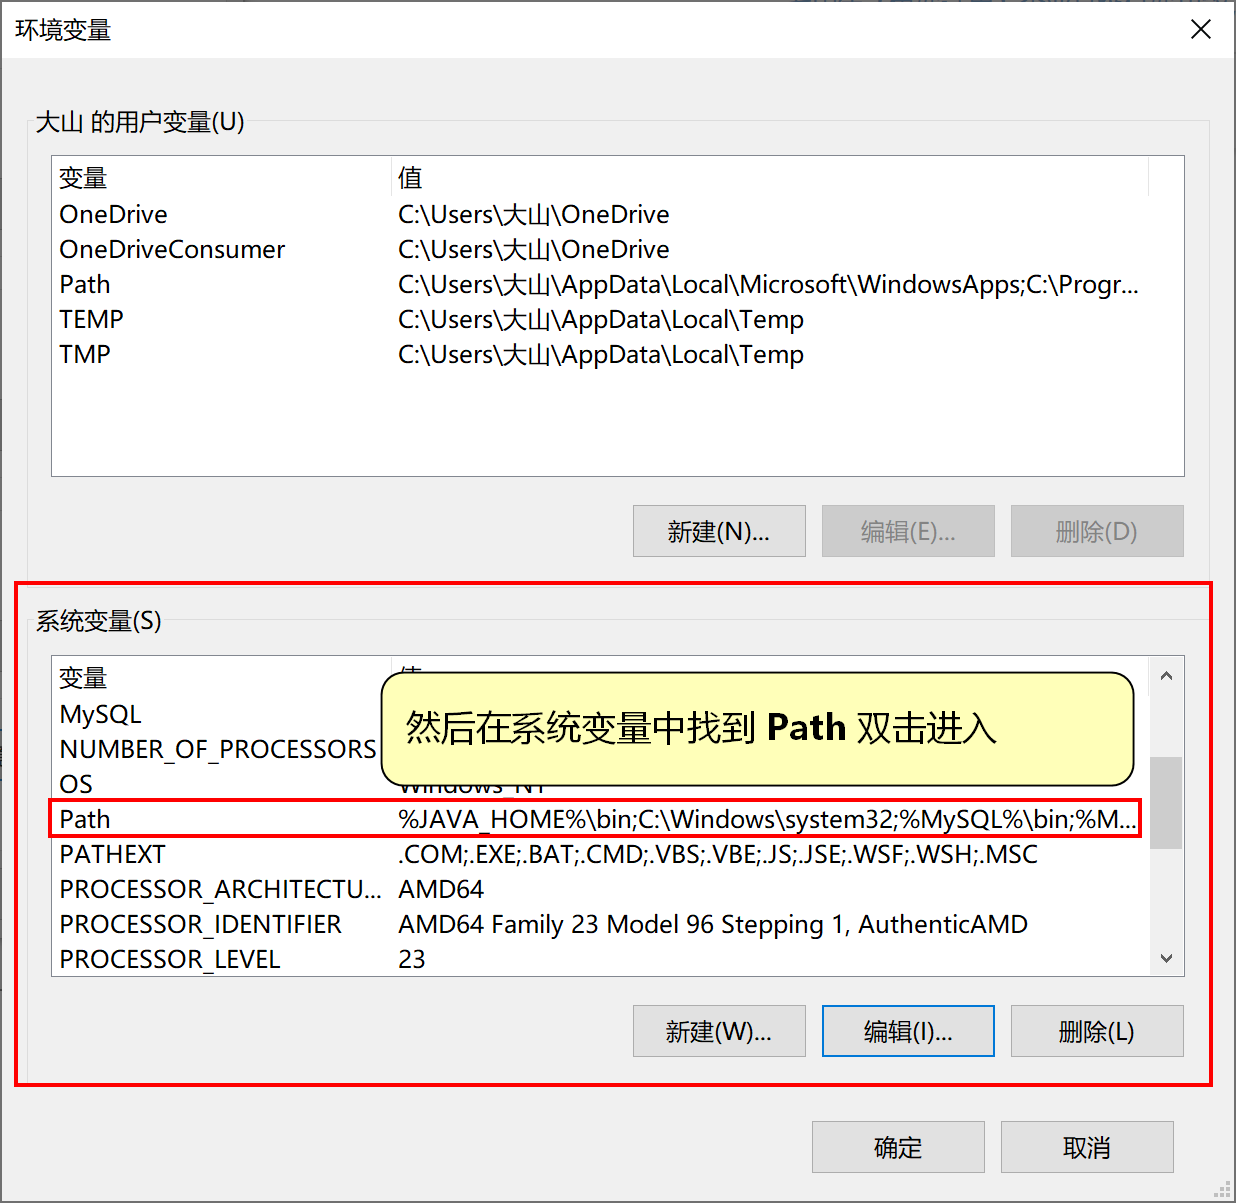 环境变量
大山 的用户变量(U)
变量 值
OneDrive C:\Users\大山\OneDrive
OneDriveConsumer C:\Users\大山\OneDrive
Path C:\Users\大山\AppData\Local\Microsoft\WindowsApps;C:\Progr...
TEMP C:\Users\大山\AppData\Local\Temp
TMP C:\Users\大山\AppData\Local\Temp
新建(N)... 编辑(E)... 删除(D)
系统变量(S)
变量 值
MySQL
然后在系统变量中找到 Path 双击进入
NUMBER_OF_PROCESSORS
OS Windows_NT
Path %JAVA_HOME%\bin;C:\Windows\system32;%MySQL%\bin;%M...
PATHEXT .COM;.EXE;.BAT;.CMD;.VBS;.VBE;.JS;.JSE;.WSF;.WSH;.MSC
PROCESSOR_ARCHITECTU... AMD64
PROCESSOR_IDENTIFIER AMD64 Family 23 Model 96 Stepping 1, AuthenticAMD
PROCESSOR_LEVEL 23
新建(W)... 编辑(I)... 删除(L)
确定 取消